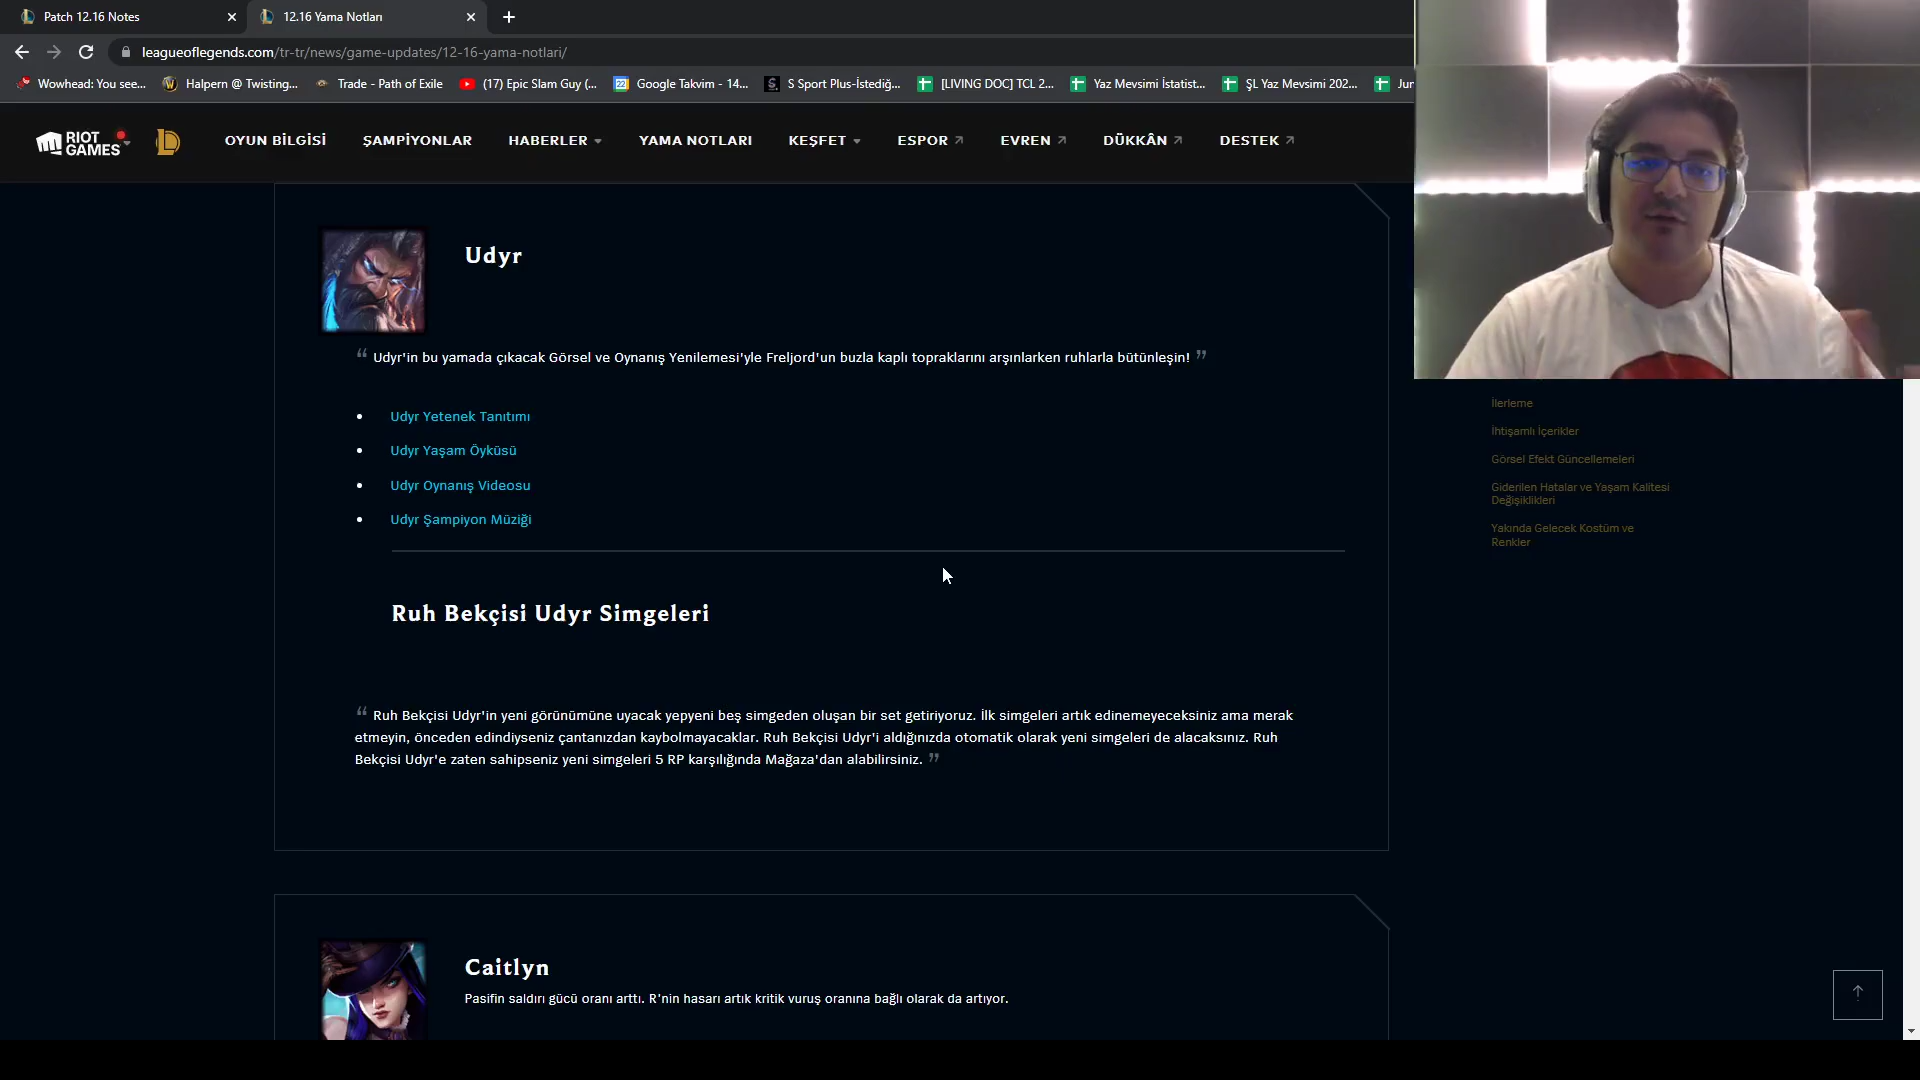 Patch 12.16 Notes
12.16 Yama Notları
leagueoflegends.com/tr-tr/news/game-updates/12-16-yama-notlari/
Wowhead: You see...
Halpern @ Twisting...
Trade - Path of Exile
(17) Epic Slam Guy (...
Google Takvim - 14...
S Sport Plus-İstediğ...
[LIVING DOC] TCL 2...
Yaz Mevsimi İstatist...
ŞL Yaz Mevsimi 202...
Jur
RIOT GAMES
OYUN BİLGİSİ
ŞAMPİYONLAR
HABERLER
YAMA NOTLARI
KEŞFET
ESPOR
EVREN
DÜKKÂN
DESTEK
Udyr
“ Udyr'in bu yamada çıkacak Görsel ve Oynanış Yenilemesi'yle Freljord'un buzla kaplı topraklarını arşınlarken ruhlarla bütünleşin! ”
• Udyr Yetenek Tanıtımı
• Udyr Yaşam Öyküsü
• Udyr Oynanış Videosu
• Udyr Şampiyon Müziği
Ruh Bekçisi Udyr Simgeleri
“ Ruh Bekçisi Udyr'in yeni görünümüne uyacak yepyeni beş simgeden oluşan bir set getiriyoruz. İlk simgeleri artık edinemeyeceksiniz ama merak
etmeyin, önceden edindiyseniz çantanızdan kaybolmayacaklar. Ruh Bekçisi Udyr'i aldığınızda otomatik olarak yeni simgeleri de alacaksınız. Ruh
Bekçisi Udyr'e zaten sahipseniz yeni simgeleri 5 RP karşılığında Mağaza'dan alabilirsiniz. ”
Caitlyn
Pasifin saldırı gücü oranı arttı. R'nin hasarı artık kritik vuruş oranına bağlı olarak da artıyor.
İlerleme
İhtişamlı İçerikler
Görsel Efekt Güncellemeleri
Giderilen Hatalar ve Yaşam Kalitesi
Değişiklikleri
Yakında Gelecek Kostüm ve
Renkler